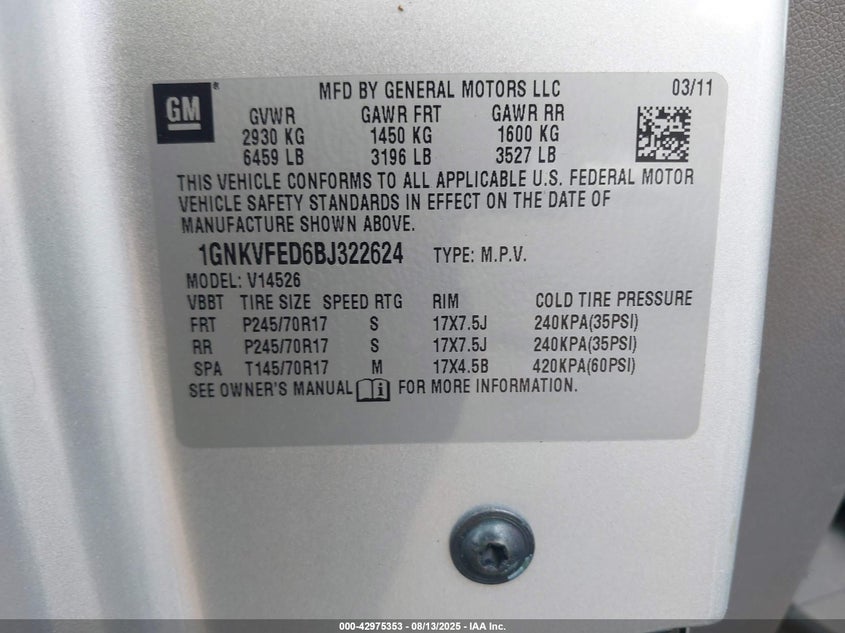 GM
MFD BY GENERAL MOTORS LLC 03/11
GVWR GAWR FRT GAWR RR
2930 KG 1450 KG 1600 KG
6459 LB 3196 LB 3527 LB
THIS VEHICLE CONFORMS TO ALL APPLICABLE U.S. FEDERAL MOTOR
VEHICLE SAFETY STANDARDS IN EFFECT ON THE DATE OF
MANUFACTURE SHOWN ABOVE.
1GNKVFED6BJ322624 TYPE: M.P.V.
MODEL: V14526
VBBT TIRE SIZE SPEED RTG RIM COLD TIRE PRESSURE
FRT P245/70R17 S 17X7.5J 240KPA(35PSI)
RR P245/70R17 S 17X7.5J 240KPA(35PSI)
SPA T145/70R17 M 17X4.5B 420KPA(60PSI)
SEE OWNER'S MANUAL i FOR MORE INFORMATION.
000-42975353 - 08/13/2025 - IAA Inc.